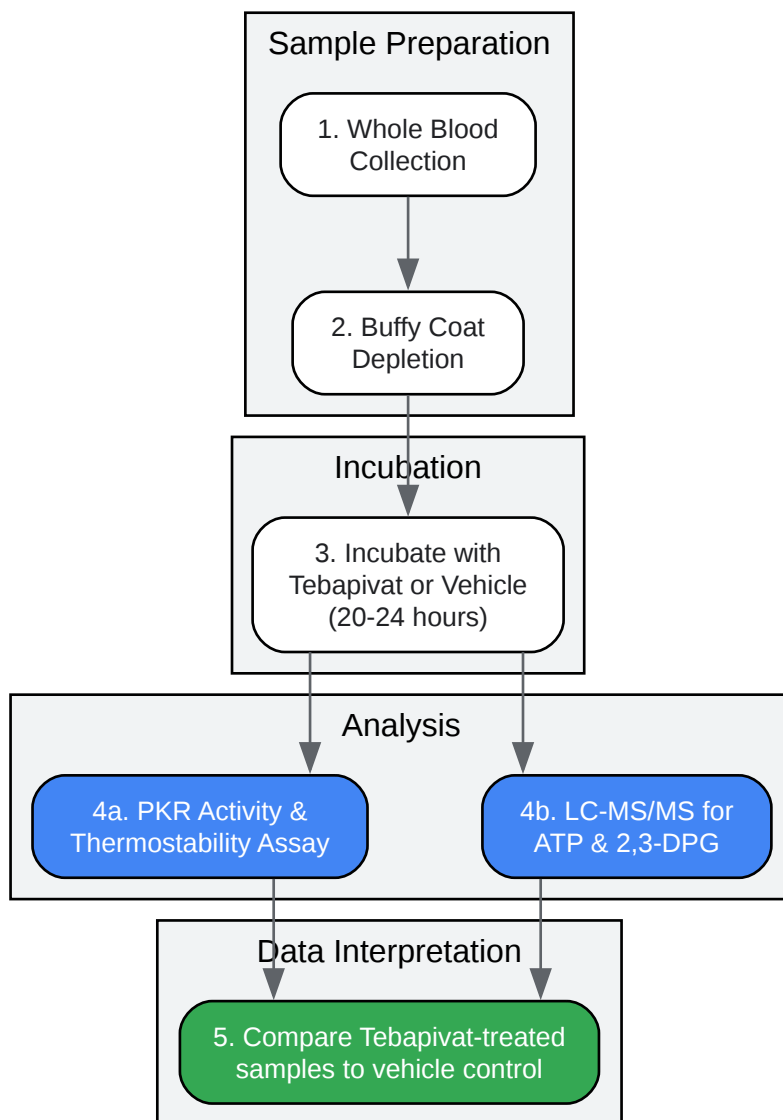 Sample Preparation
1. Whole Blood
Collection
2. Buffy Coat
Depletion
Incubation
3. Incubate with
Tebapivat or Vehicle
(20-24 hours)
Analysis
4a. PKR Activity &
Thermostability Assay
4b. LC-MS/MS for
ATP & 2,3-DPG
Data Interpretation
5. Compare Tebapivat-treated
samples to vehicle control